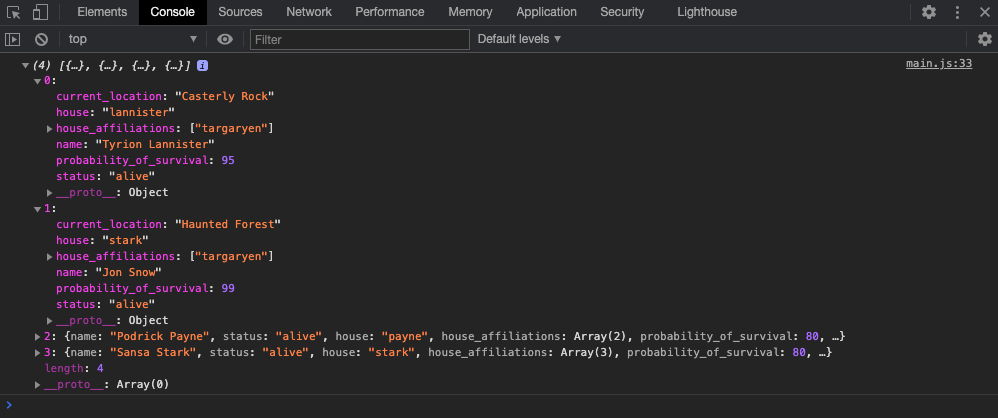 Elements Console Sources Network Performance Memory Application Security Lighthouse
top Filter Default levels
(4) [{…}, {…}, {…}, {…}] i main.js:33
0:
current_location: "Casterly Rock"
house: "lannister"
house_affiliations: ["targaryen"]
name: "Tyrion Lannister"
probability_of_survival: 95
status: "alive"
__proto__: Object
1:
current_location: "Haunted Forest"
house: "stark"
house_affiliations: ["targaryen"]
name: "Jon Snow"
probability_of_survival: 99
status: "alive"
__proto__: Object
2: {name: "Podrick Payne", status: "alive", house: "payne", house_affiliations: Array(2), probability_of_survival: 80, …}
3: {name: "Sansa Stark", status: "alive", house: "stark", house_affiliations: Array(3), probability_of_survival: 80, …}
length: 4
__proto__: Array(0)